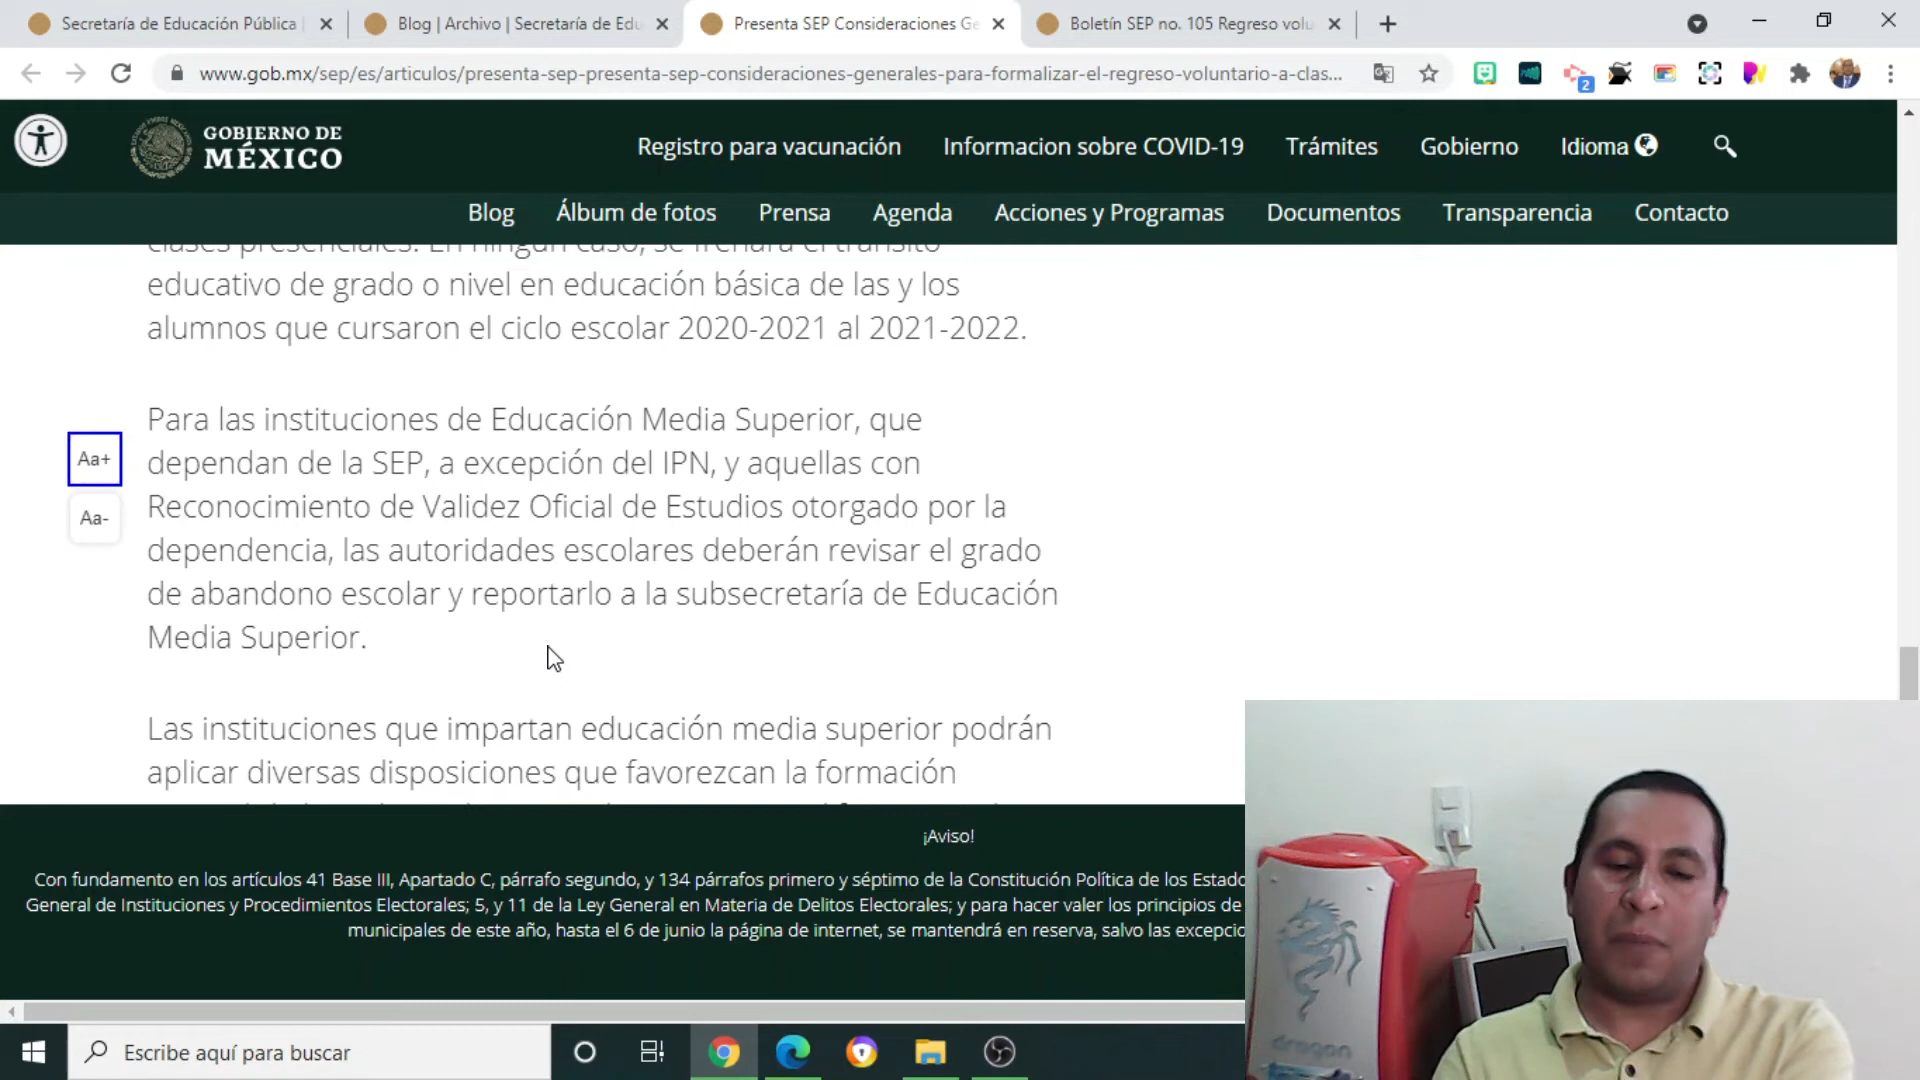 Secretaría de Educación Pública
Blog | Archivo | Secretaría de Edu
Presenta SEP Consideraciones Ge
Boletín SEP no. 105 Regreso volu
www.gob.mx/sep/es/articulos/presenta-sep-presenta-sep-consideraciones-generales-para-formalizar-el-regreso-voluntario-a-clas...
2
GOBIERNO DE
MÉXICO
Registro para vacunación
Informacion sobre COVID-19
Trámites
Gobierno
Idioma
Blog
Álbum de fotos
Prensa
Agenda
Acciones y Programas
Documentos
Transparencia
Contacto
clases presenciales. En ningún caso, se frenará el tránsito
educativo de grado o nivel en educación básica de las y los
alumnos que cursaron el ciclo escolar 2020-2021 al 2021-2022.
Para las instituciones de Educación Media Superior, que
dependan de la SEP, a excepción del IPN, y aquellas con
Reconocimiento de Validez Oficial de Estudios otorgado por la
dependencia, las autoridades escolares deberán revisar el grado
de abandono escolar y reportarlo a la subsecretaría de Educación
Media Superior.
Aa+
Aa-
Las instituciones que impartan educación media superior podrán
aplicar diversas disposiciones que favorezcan la formación
¡Aviso!
Con fundamento en los artículos 41 Base III, Apartado C, párrafo segundo, y 134 párrafos primero y séptimo de la Constitución Política de los Estado
General de Instituciones y Procedimientos Electorales; 5, y 11 de la Ley General en Materia de Delitos Electorales; y para hacer valer los principios de
municipales de este año, hasta el 6 de junio la página de internet, se mantendrá en reserva, salvo las excepcio
dragon
Escribe aquí para buscar